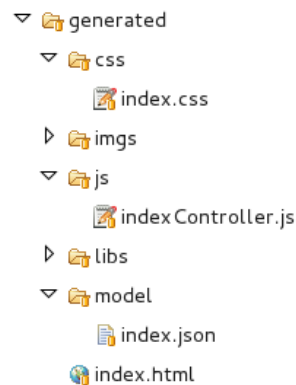 generated
css
index.css
imgs
js
indexController.js
libs
model
index.json
index.html